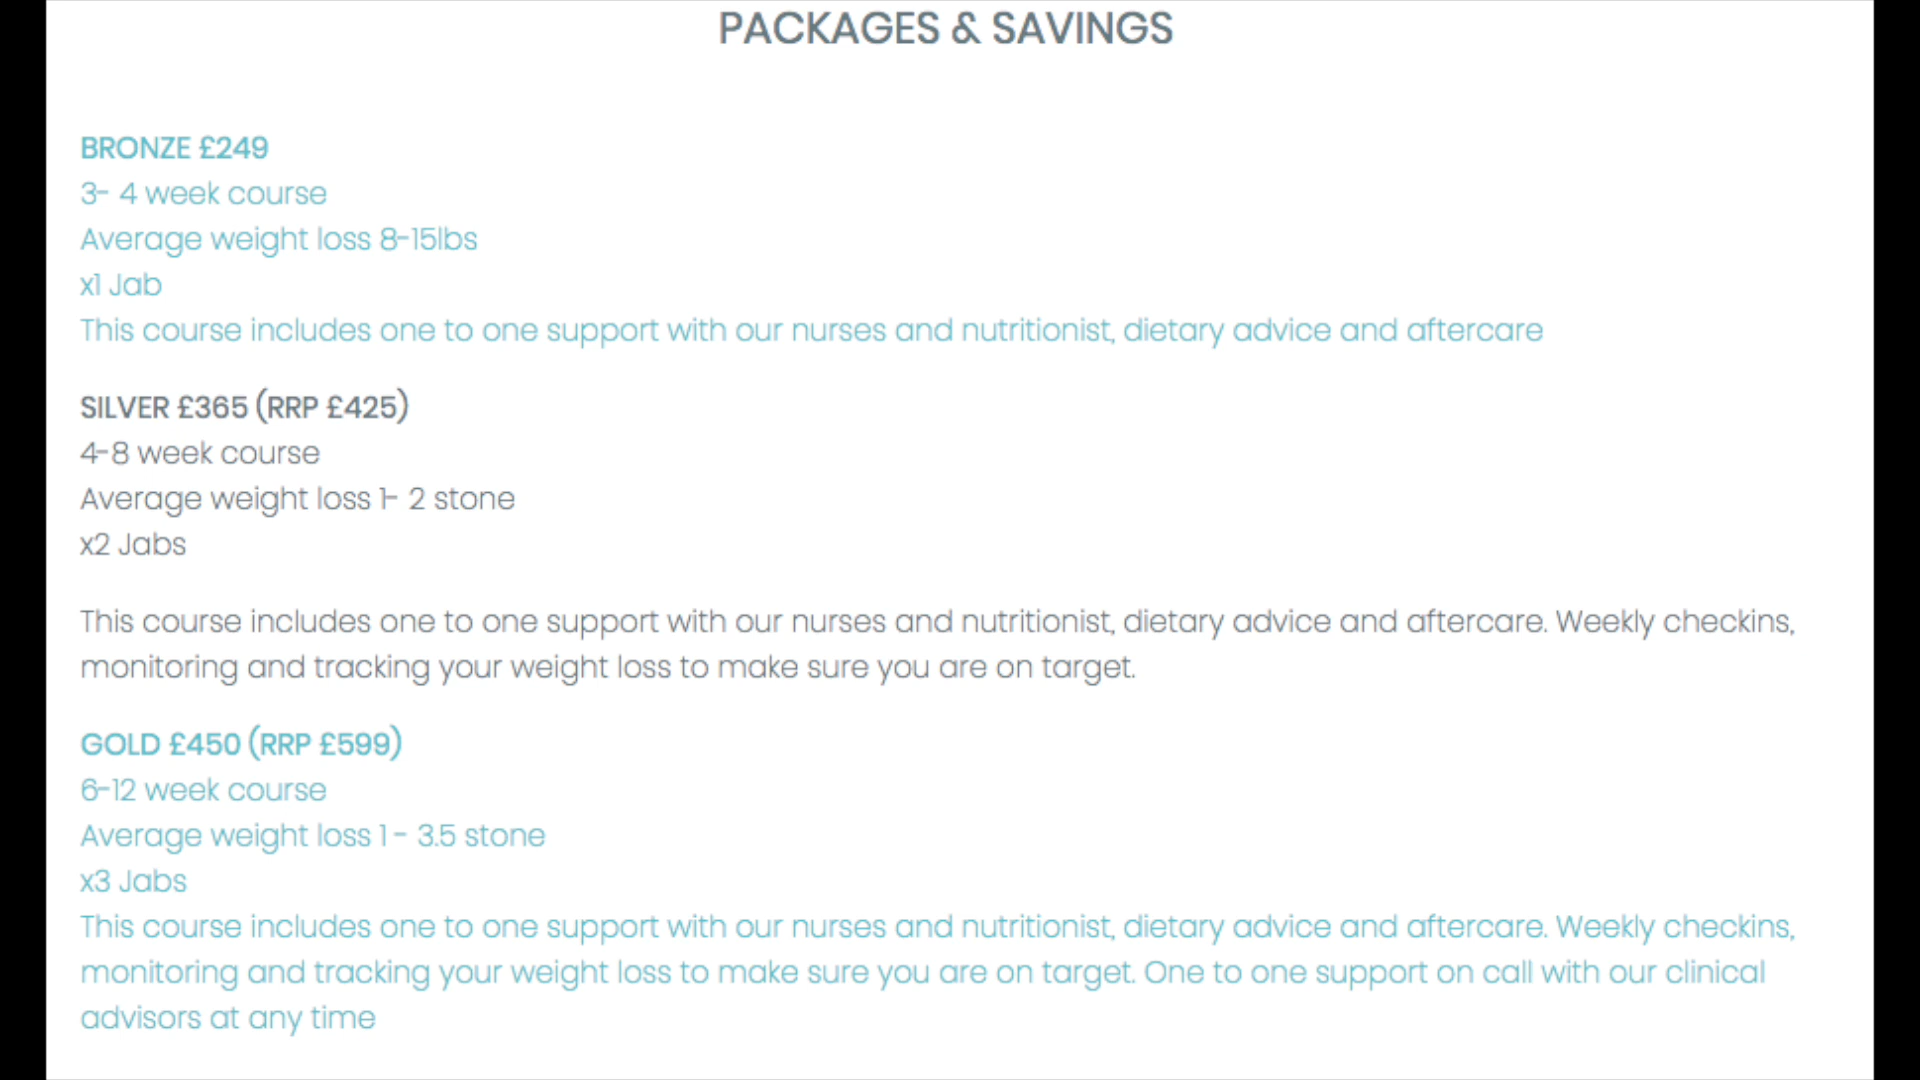 PACKAGES & SAVINGS
BRONZE £249
3- 4 week course
Average weight loss 8-15lbs
x1 Jab
This course includes one to one support with our nurses and nutritionist, dietary advice and aftercare
SILVER £365 (RRP £425)
4-8 week course
Average weight loss 1- 2 stone
x2 Jabs
This course includes one to one support with our nurses and nutritionist, dietary advice and aftercare. Weekly checkins,
monitoring and tracking your weight loss to make sure you are on target.
GOLD £450 (RRP £599)
6-12 week course
Average weight loss 1 - 3.5 stone
x3 Jabs
This course includes one to one support with our nurses and nutritionist, dietary advice and aftercare. Weekly checkins,
monitoring and tracking your weight loss to make sure you are on target. One to one support on call with our clinical
advisors at any time